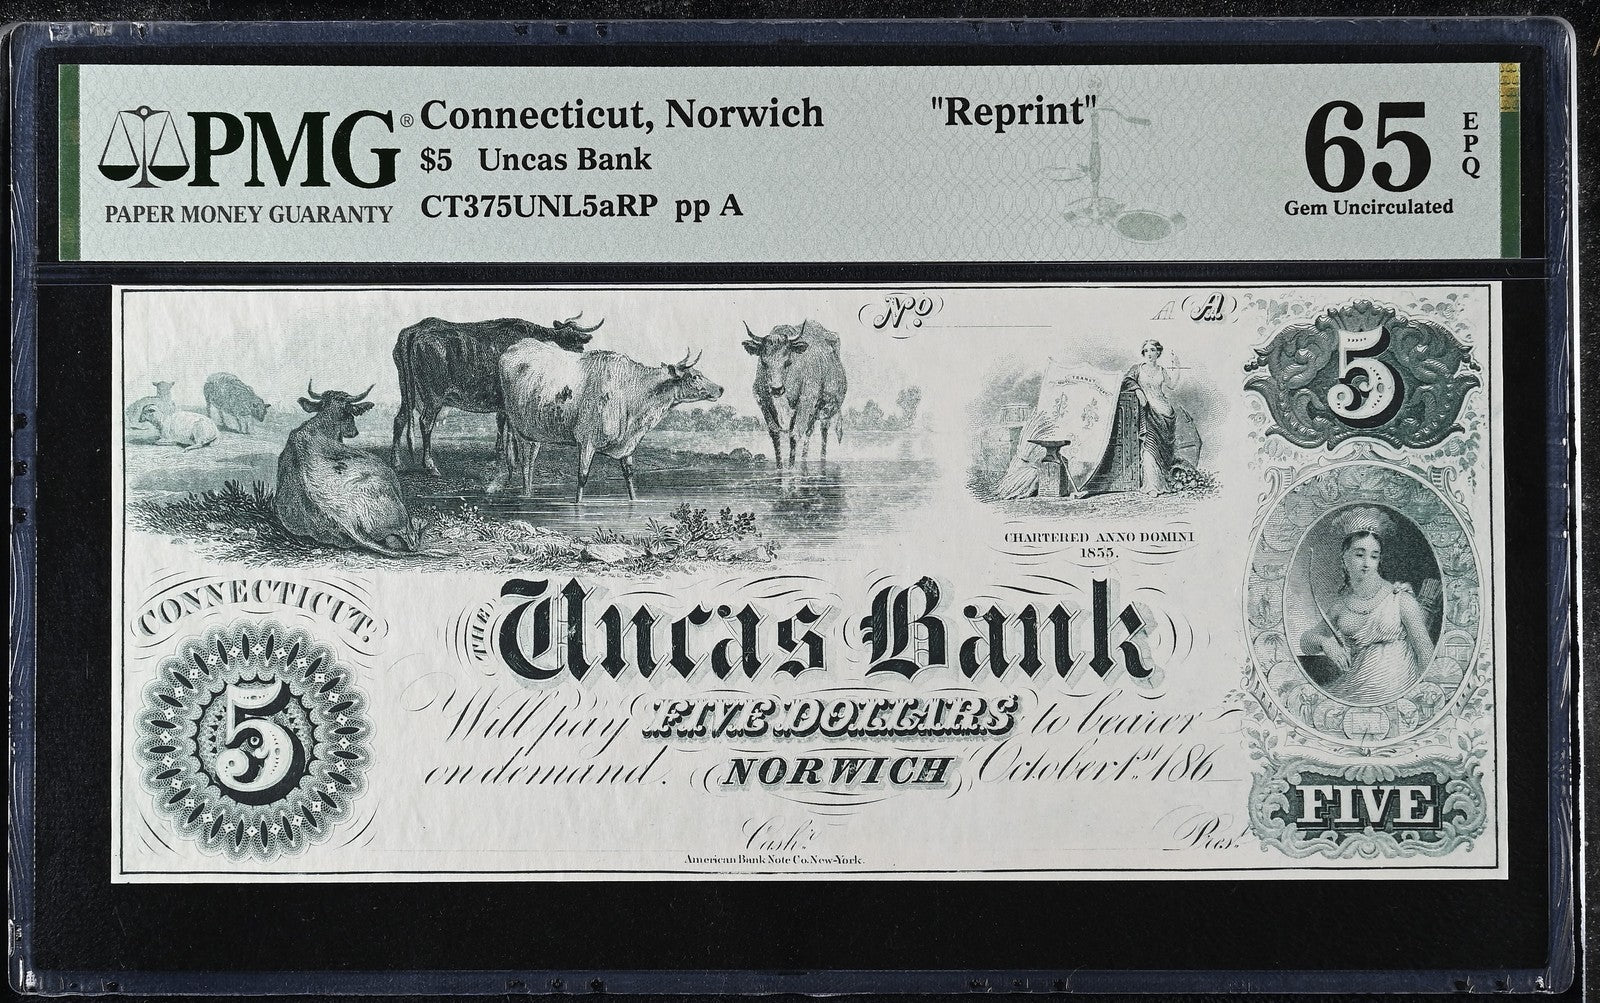 PMG®
PAPER MONEY GUARANTY
Connecticut, Norwich
"Reprint"
$5 Uncas Bank
CT375UNL5aRP pp A
65
EPQ
Gem Uncirculated
No
A A
5
CHARTERED ANNO DOMINI
1855.
CONNECTICUT.
THE Uncas Bank
5
Will pay FIVE DOLLARS to bearer
on demand. NORWICH October 1st. 186
FIVE
Cashr.
Prest.
American Bank Note Co. New-York.